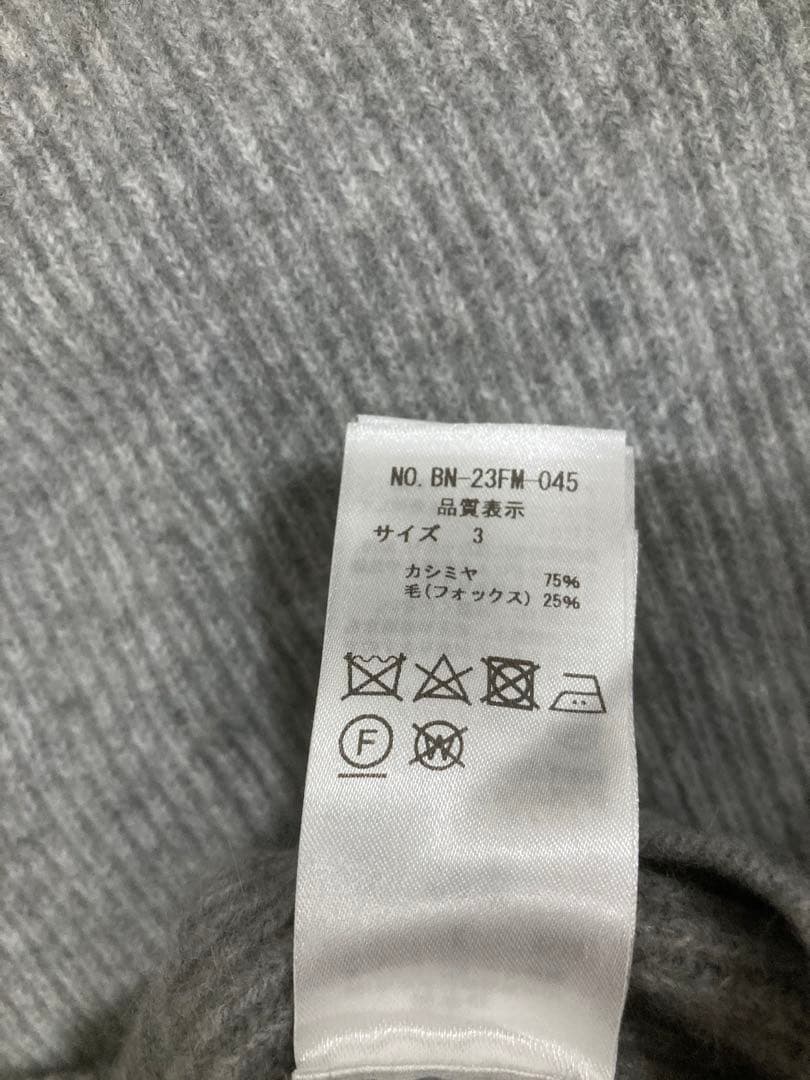 NO. BN-23FM-045
品質表示
サイズ 3
カシミヤ 75%
毛(フォックス) 25%
F W